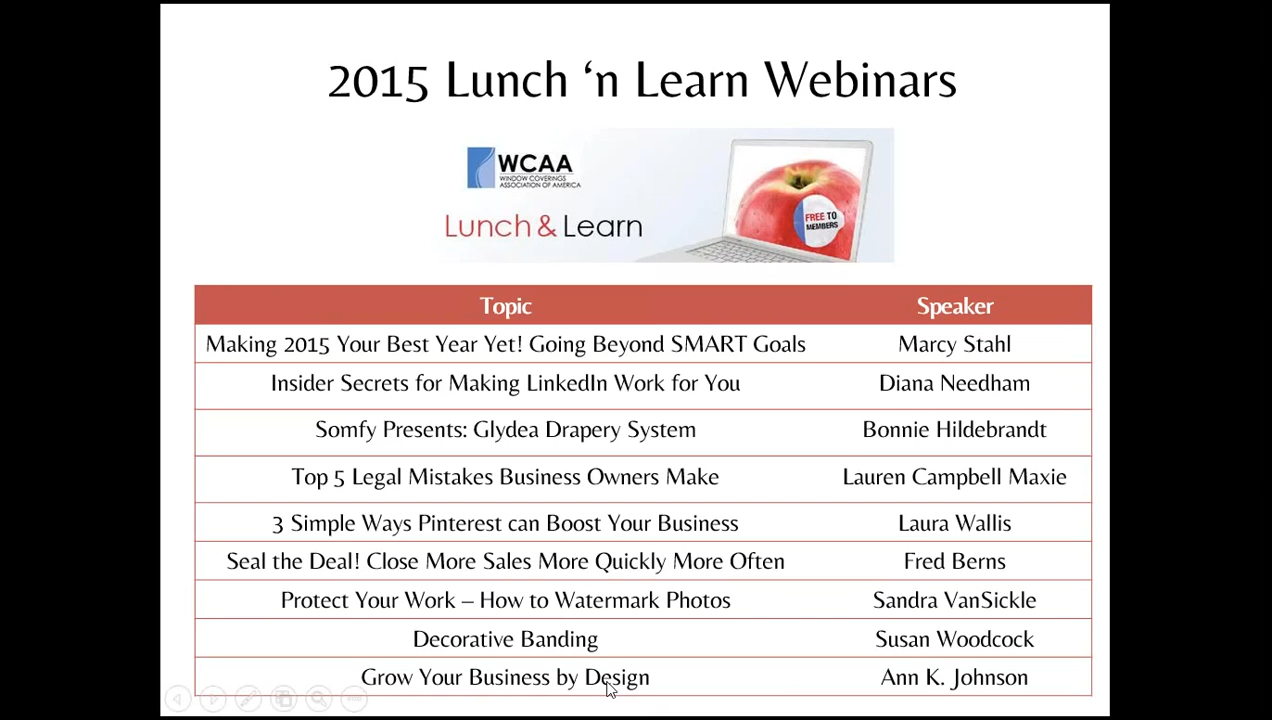 2015 Lunch ‘n Learn Webinars
WCAA
WINDOW COVERINGS
ASSOCIATION OF AMERICA
Lunch & Learn
FREE TO
MEMBERS
Topic Speaker
Making 2015 Your Best Year Yet! Going Beyond SMART Goals Marcy Stahl
Insider Secrets for Making LinkedIn Work for You Diana Needham
Somfy Presents: Glydea Drapery System Bonnie Hildebrandt
Top 5 Legal Mistakes Business Owners Make Lauren Campbell Maxie
3 Simple Ways Pinterest can Boost Your Business Laura Wallis
Seal the Deal! Close More Sales More Quickly More Often Fred Berns
Protect Your Work – How to Watermark Photos Sandra VanSickle
Decorative Banding Susan Woodcock
Grow Your Business by Design Ann K. Johnson